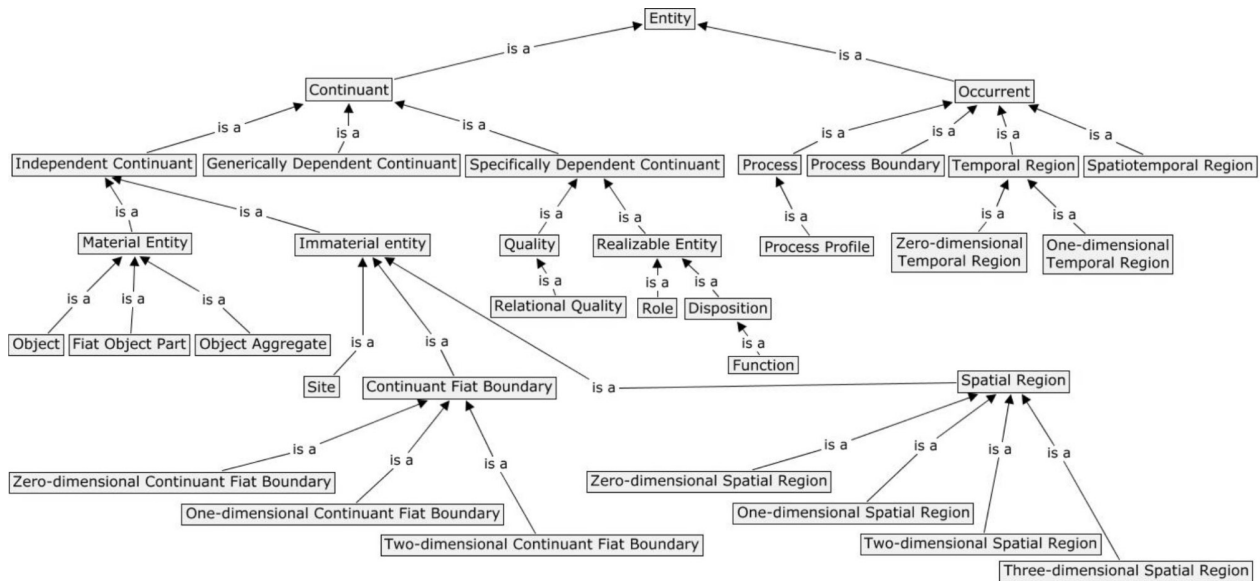 Entity
is a
is a
Continuant
Occurrent
is a
is a
is a
is a
is a
is a
is a
Independent Continuant
Generically Dependent Continuant
Specifically Dependent Continuant
Process
Process Boundary
Temporal Region
Spatiotemporal Region
is a
is a
is a
is a
is a
is a
is a
Material Entity
Immaterial entity
Quality
Realizable Entity
Process Profile
Zero-dimensional
Temporal Region
One-dimensional
Temporal Region
is a
is a
is a
is a
is a
is a
Relational Quality
Role
Disposition
Object
Fiat Object Part
Object Aggregate
is a
is a
is a
Function
Site
Continuant Fiat Boundary
is a
Spatial Region
is a
is a
is a
is a
is a
is a
is a
Zero-dimensional Continuant Fiat Boundary
Zero-dimensional Spatial Region
One-dimensional Continuant Fiat Boundary
One-dimensional Spatial Region
Two-dimensional Continuant Fiat Boundary
Two-dimensional Spatial Region
Three-dimensional Spatial Region